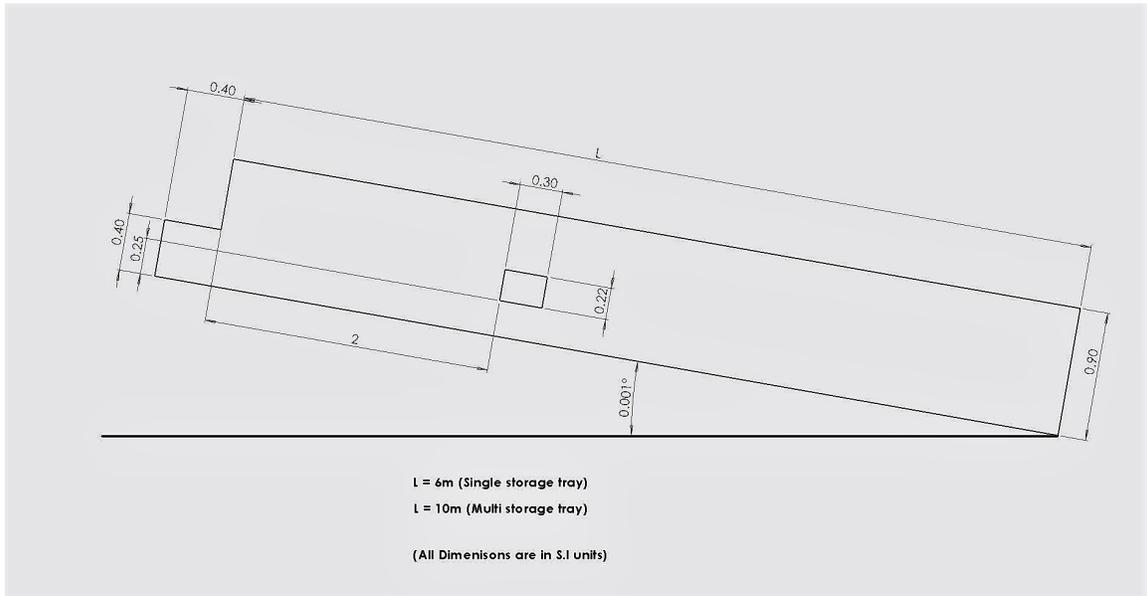 0.40
L
0.30
0.40
0.25
0.22
2
0.90
0.001°
L = 6m (Single storage tray)
L = 10m (Multi storage tray)
(All Dimenisons are in S.I units)